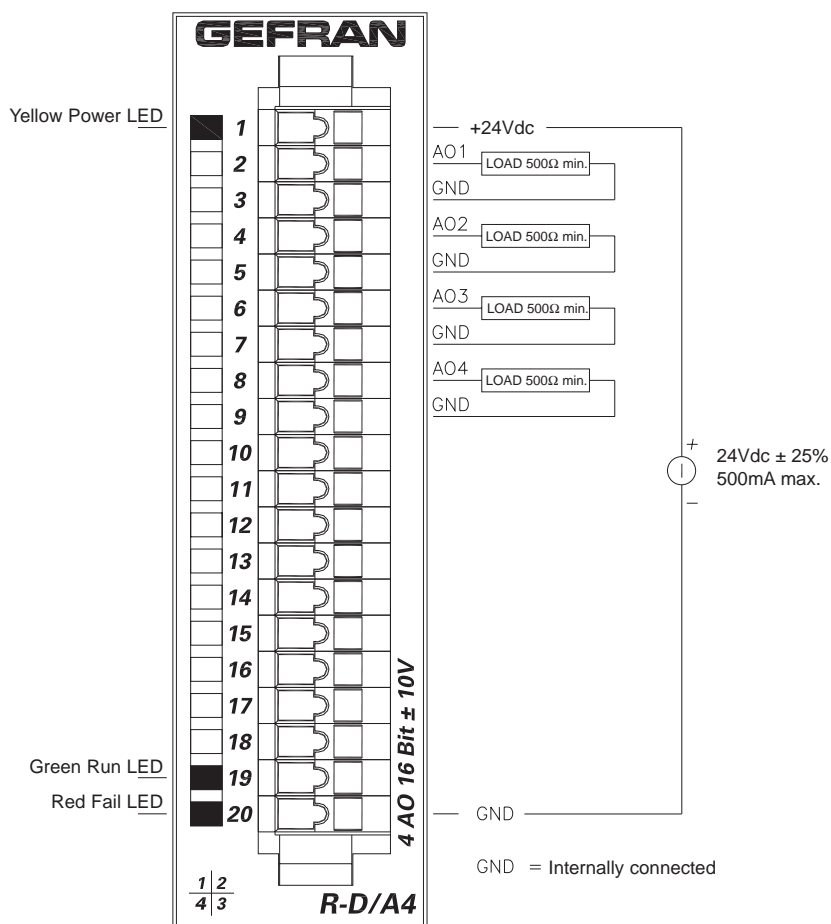 GEFRAN
Yellow Power LED
1
+24Vdc
2
AO1
LOAD 500Ω min.
3
GND
4
AO2
LOAD 500Ω min.
5
GND
6
AO3
LOAD 500Ω min.
7
GND
8
AO4
LOAD 500Ω min.
9
GND
10
+
24Vdc ± 25%
500mA max.
11
–
12
13
14
15
16
17
18
4 AO 16 Bit ± 10V
Green Run LED
19
Red Fail LED
20
GND
GND = Internally connected
1 2
4 3
R-D/A4